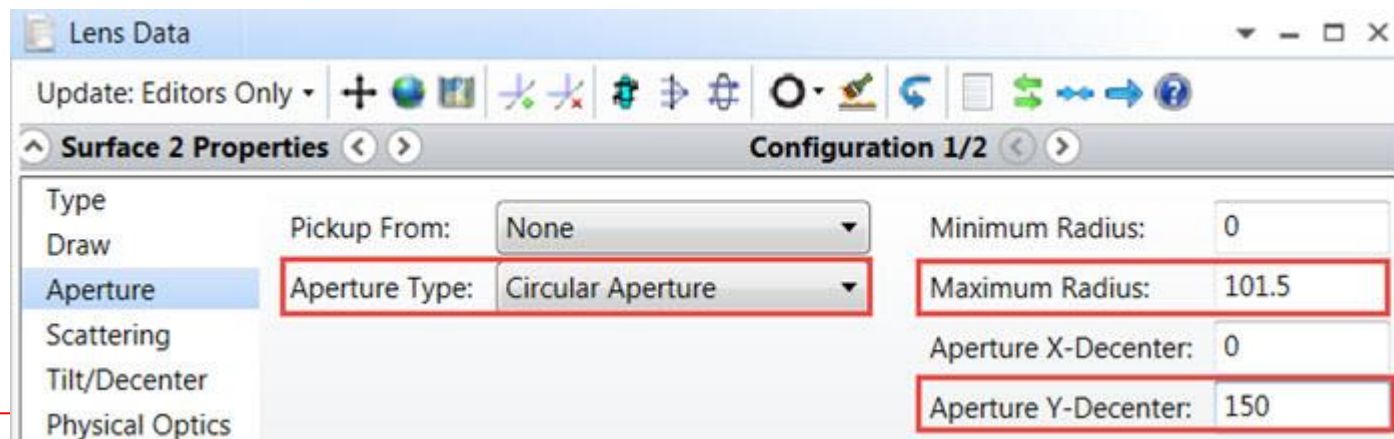 Lens Data
Update: Editors Only
Surface 2 Properties Configuration 1/2
Type
Draw
Aperture
Scattering
Tilt/Decenter
Physical Optics
Pickup From: None
Aperture Type: Circular Aperture
Minimum Radius: 0
Maximum Radius: 101.5
Aperture X-Decenter: 0
Aperture Y-Decenter: 150